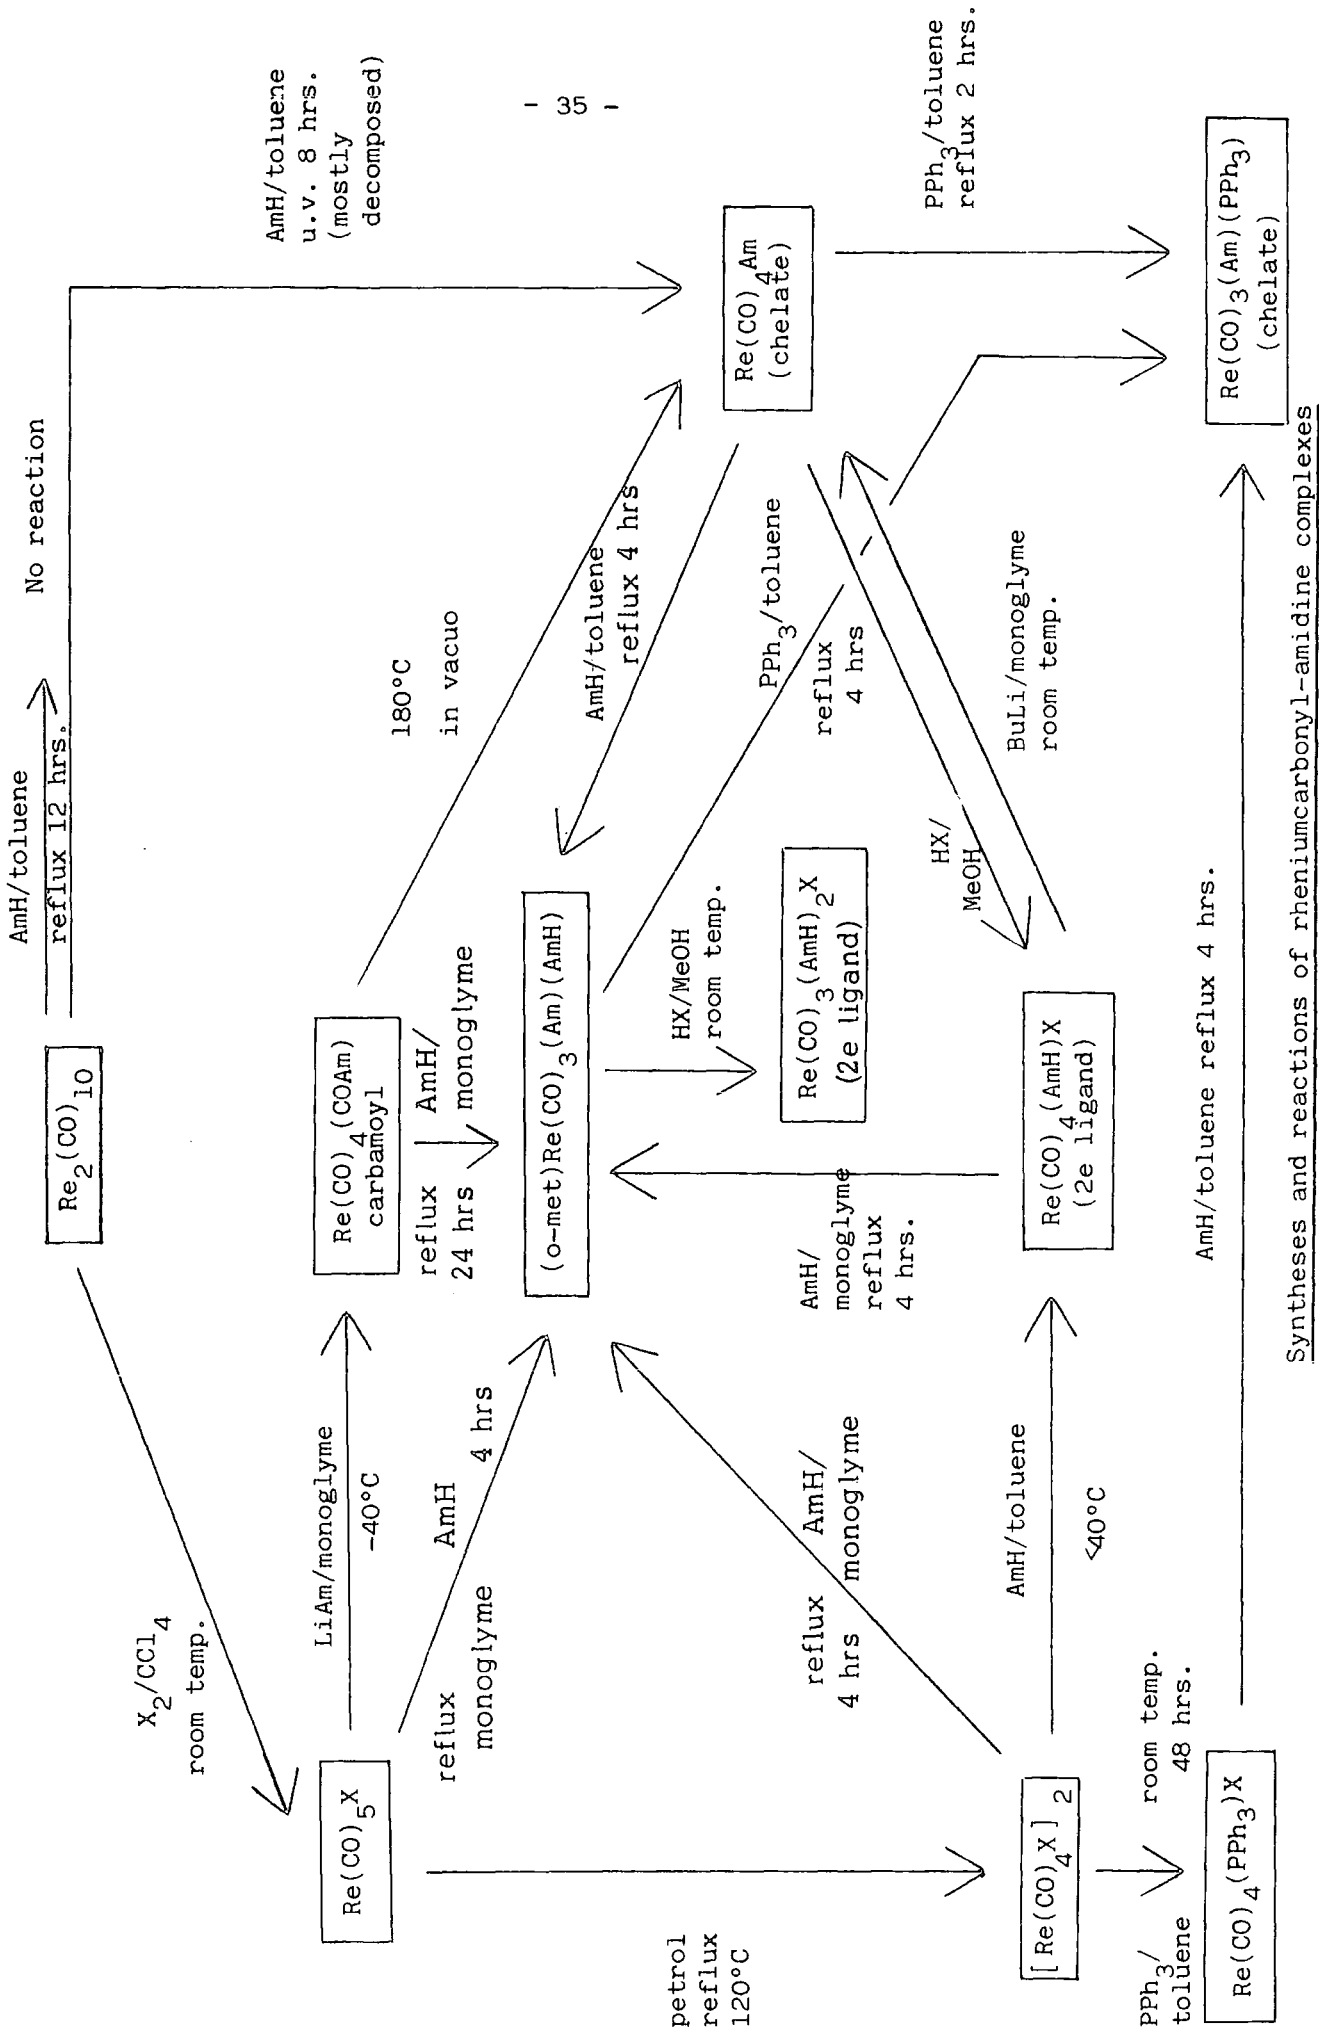 - 35 -
Re2(CO)10
AmH/toluene
reflux 12 hrs.
No reaction
AmH/toluene
u.v. 8 hrs.
(mostly
decomposed)
X2/CCl4
room temp.
Re(CO)5X
LiAm/monoglyme
-40°C
Re(CO)4(COAm)
carbamoyl
180°C
in vacuo
reflux
monoglyme
AmH
4 hrs
reflux
24 hrs
AmH/
monoglyme
(o-met)Re(CO)3(Am)(AmH)
AmH/toluene
reflux 4 hrs
Re(CO)4Am
(chelate)
HX/MeOH
room temp.
PPh3/toluene
reflux
4 hrs
Re(CO)3(AmH)2X
(2e ligand)
petrol
reflux
120°C
reflux
4 hrs
AmH/
monoglyme
AmH/
monoglyme
reflux
4 hrs.
HX/
MeOH
BuLi/monoglyme
room temp.
PPh3/toluene
reflux 2 hrs.
[Re(CO)4X]2
AmH/toluene
<40°C
Re(CO)4(AmH)X
(2e ligand)
PPh3/
toluene
room temp.
48 hrs.
Re(CO)4(PPh3)X
AmH/toluene reflux 4 hrs.
Re(CO)3(Am)(PPh3)
(chelate)
Syntheses and reactions of rheniumcarbonyl-amidine complexes